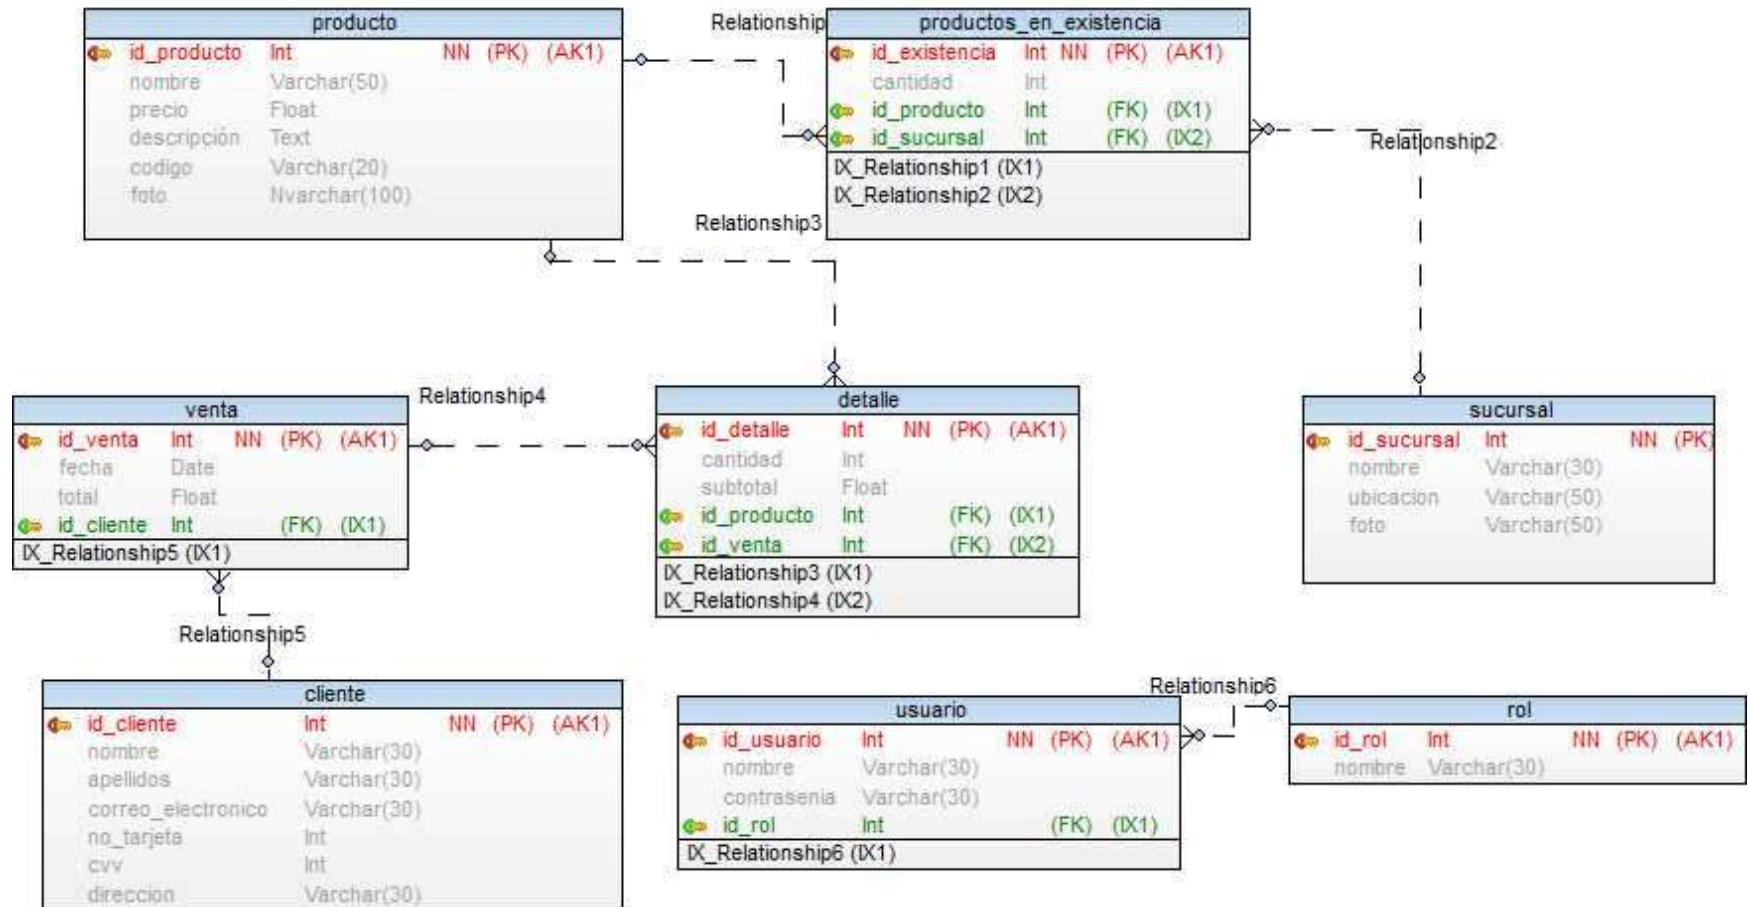 producto
id_producto Int NN (PK) (AK1)
nombre Varchar(50)
precio Float
descripción Text
codigo Varchar(20)
foto Nvarchar(100)
Relationship
productos_en_existencia
id_existencia Int NN (PK) (AK1)
cantidad Int
id_producto Int (FK) (IX1)
id_sucursal Int (FK) (IX2)
IX_Relationship1 (IX1)
IX_Relationship2 (IX2)
Relationship2
Relationship3
venta
id_venta Int NN (PK) (AK1)
fecha Date
total Float
id_cliente Int (FK) (IX1)
IX_Relationship5 (IX1)
Relationship4
detalle
id_detalle Int NN (PK) (AK1)
cantidad Int
subtotal Float
id_producto Int (FK) (IX1)
id_venta Int (FK) (IX2)
IX_Relationship3 (IX1)
IX_Relationship4 (IX2)
sucursal
id_sucursal Int NN (PK)
nombre Varchar(30)
ubicacion Varchar(50)
foto Varchar(50)
Relationship5
cliente
id_cliente Int NN (PK) (AK1)
nombre Varchar(30)
apellidos Varchar(30)
correo_electronico Varchar(30)
no_tarjeta Int
cvv Int
direccion Varchar(30)
usuario
id_usuario Int NN (PK) (AK1)
nombre Varchar(30)
contrasenia Varchar(30)
id_rol Int (FK) (IX1)
IX_Relationship6 (IX1)
Relationship6
rol
id_rol Int NN (PK) (AK1)
nombre Varchar(30)